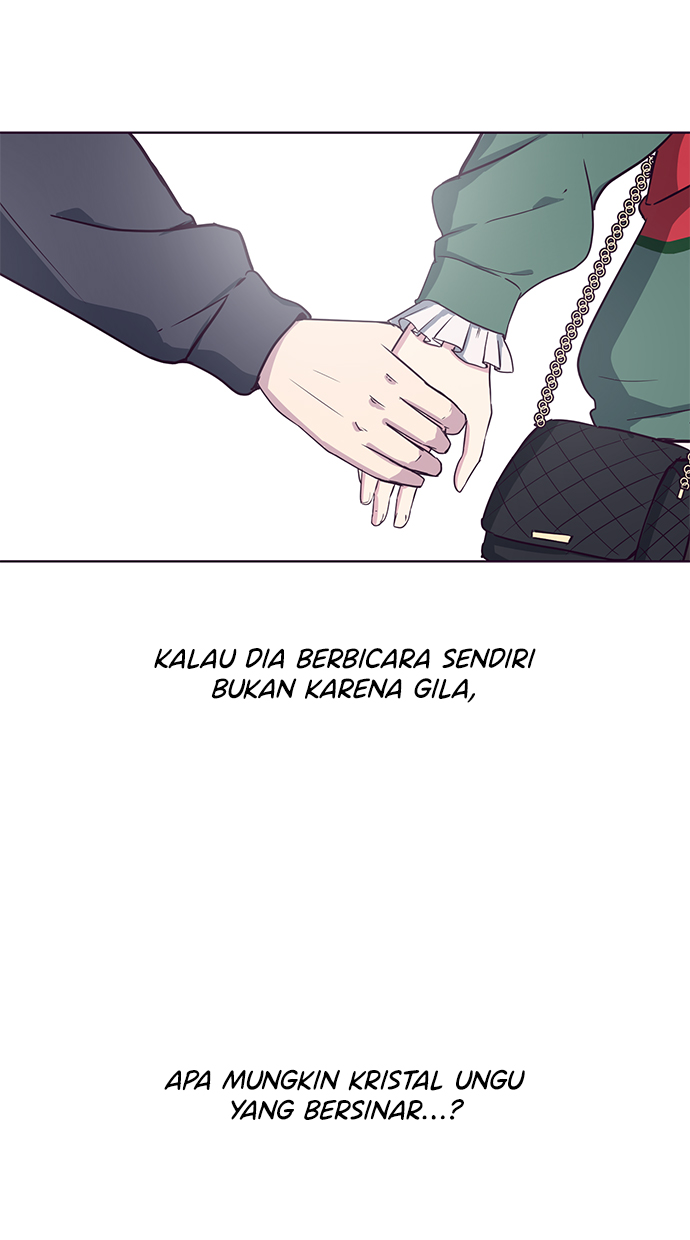 KALAU DIA BERBICARA SENDIRI
BUKAN KARENA GILA,
APA MUNGKIN KRISTAL UNGU
YANG BERSINAR...?